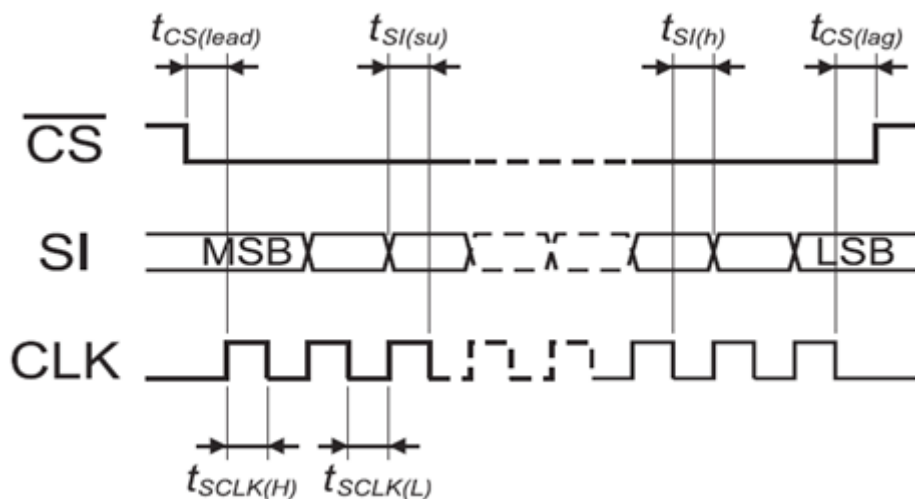 tCS(lead) tSI(su) tSI(h) tCS(lag)
CS
SI MSB LSB
CLK
tSCLK(H) tSCLK(L)